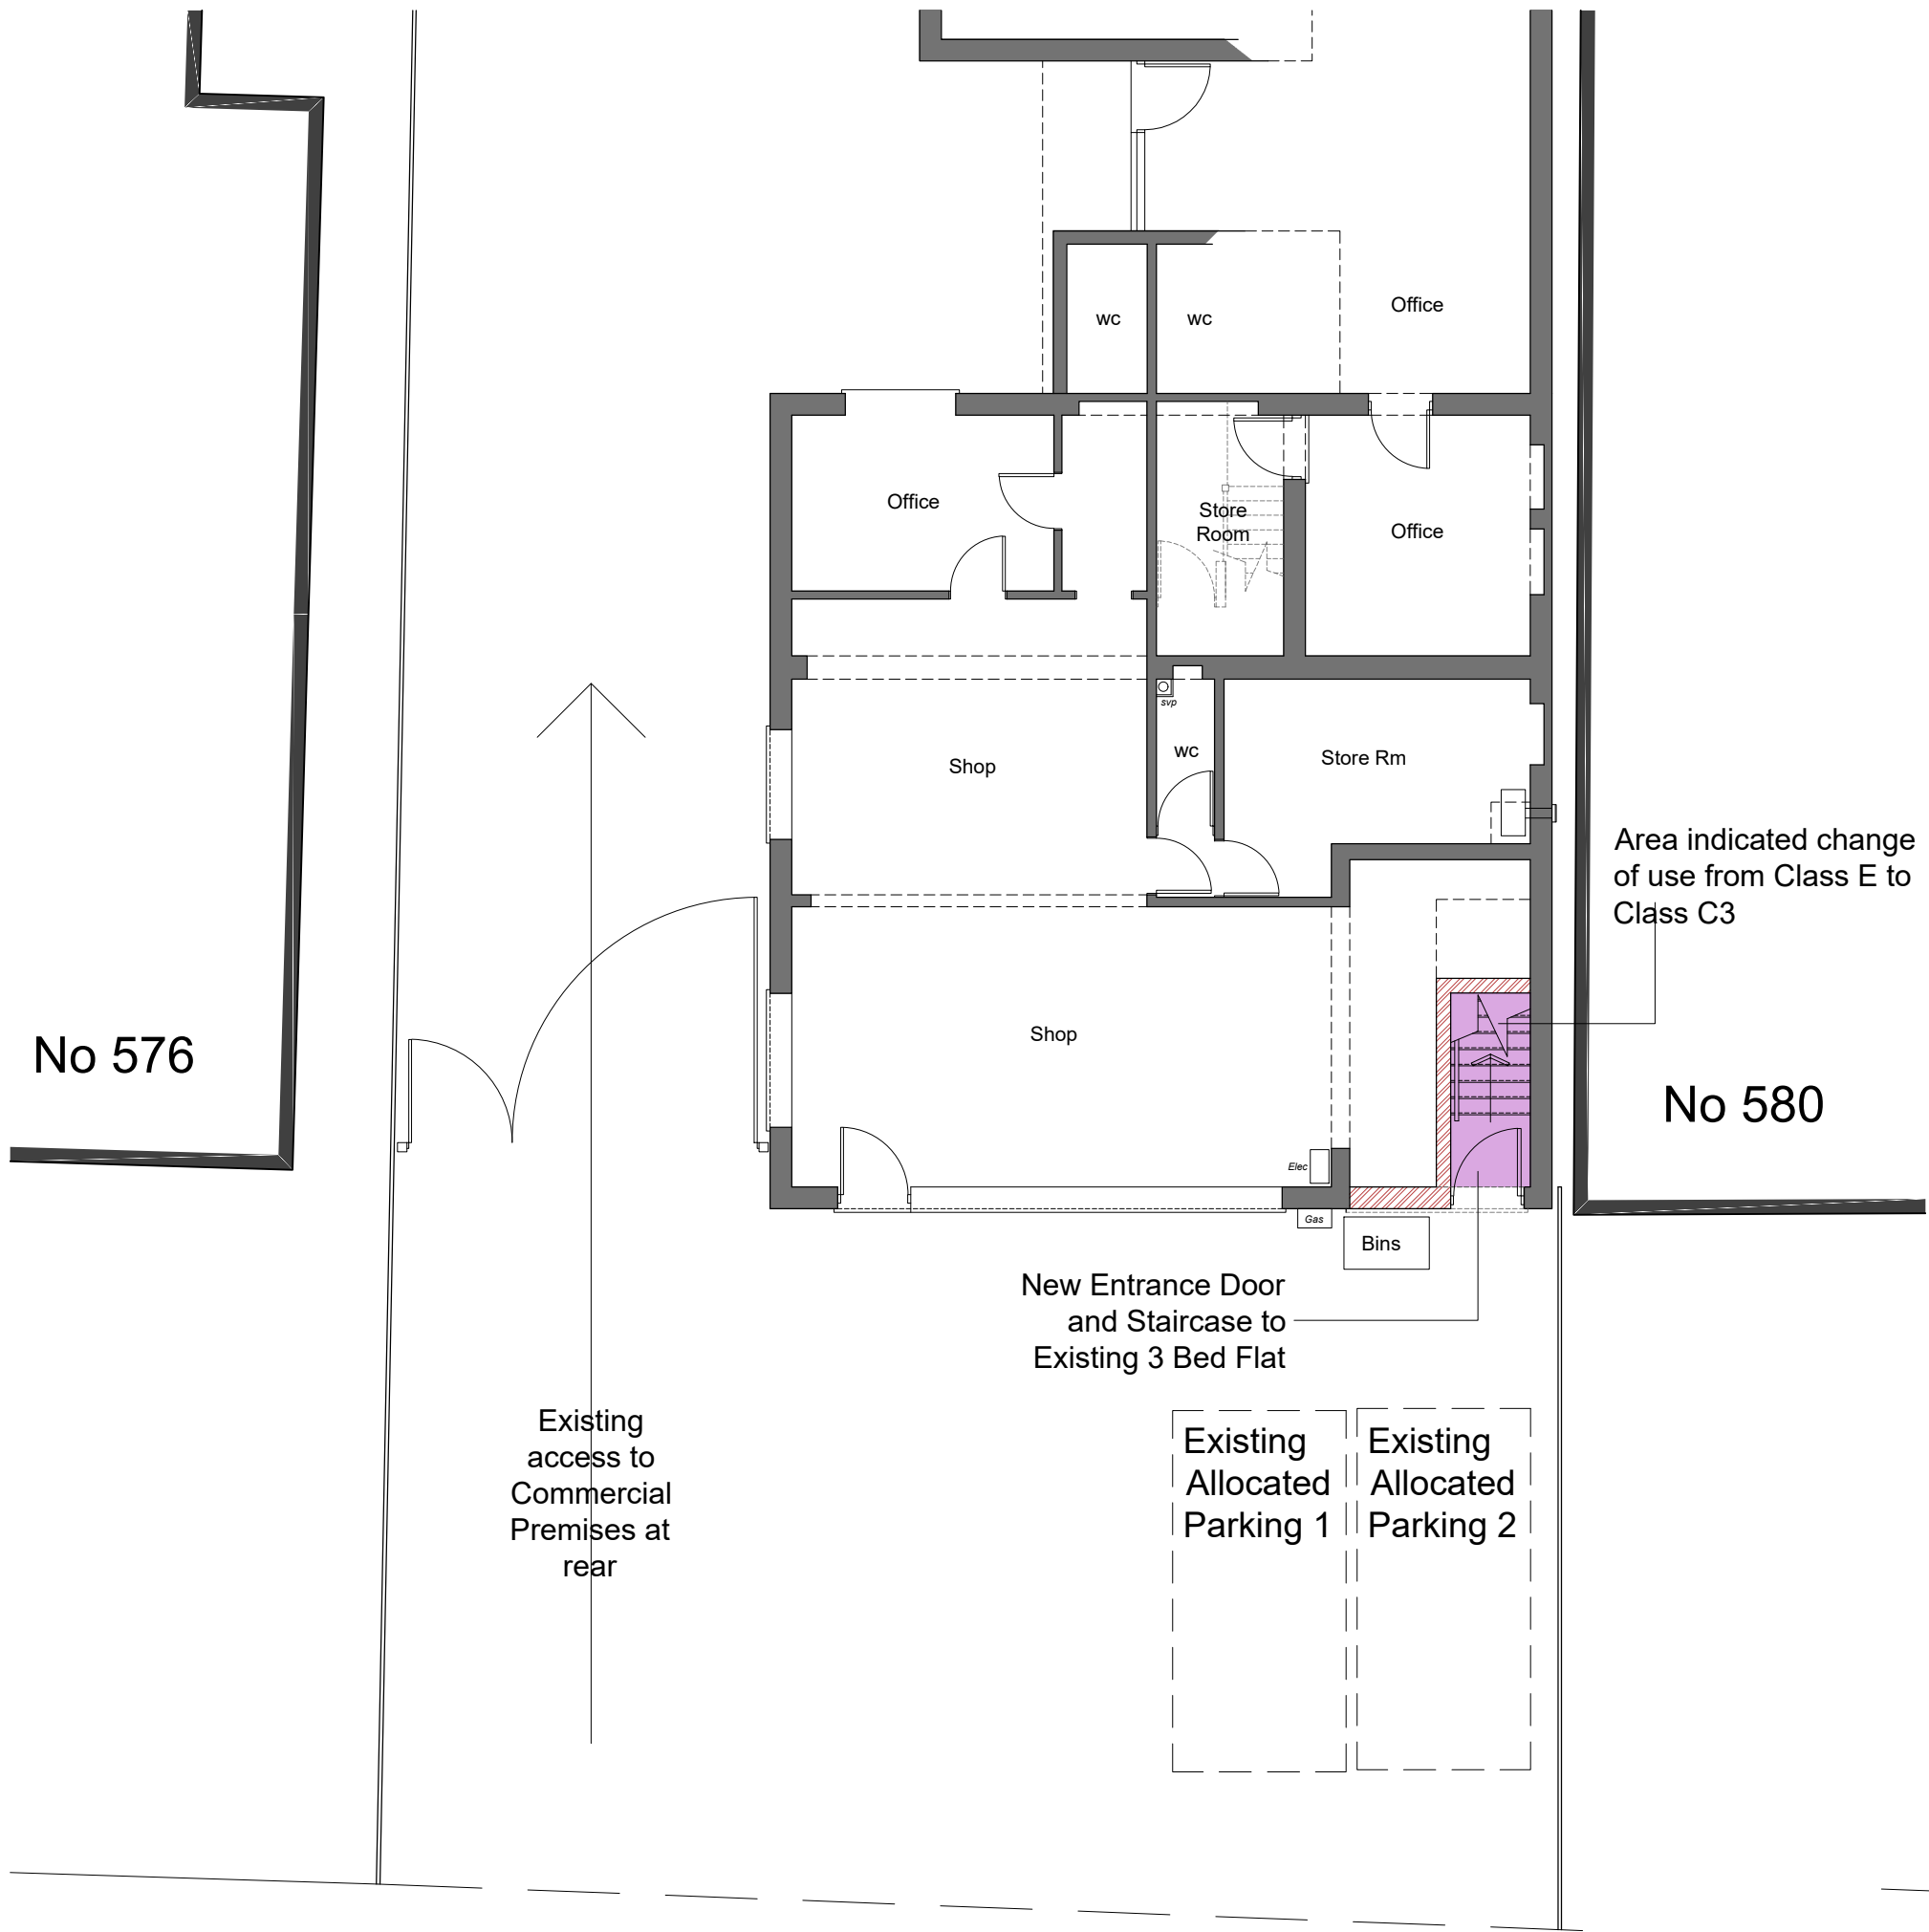 wc
wc
Office
Office
Store
Room
Office
svp
wc
Shop
Store Rm
Area indicated change
of use from Class E to
Class C3
No 576
Shop
No 580
Elec
Gas
Bins
New Entrance Door
and Staircase to
Existing 3 Bed Flat
Existing
access to
Commercial
Premises at
rear
Existing
Allocated
Parking 1
Existing
Allocated
Parking 2